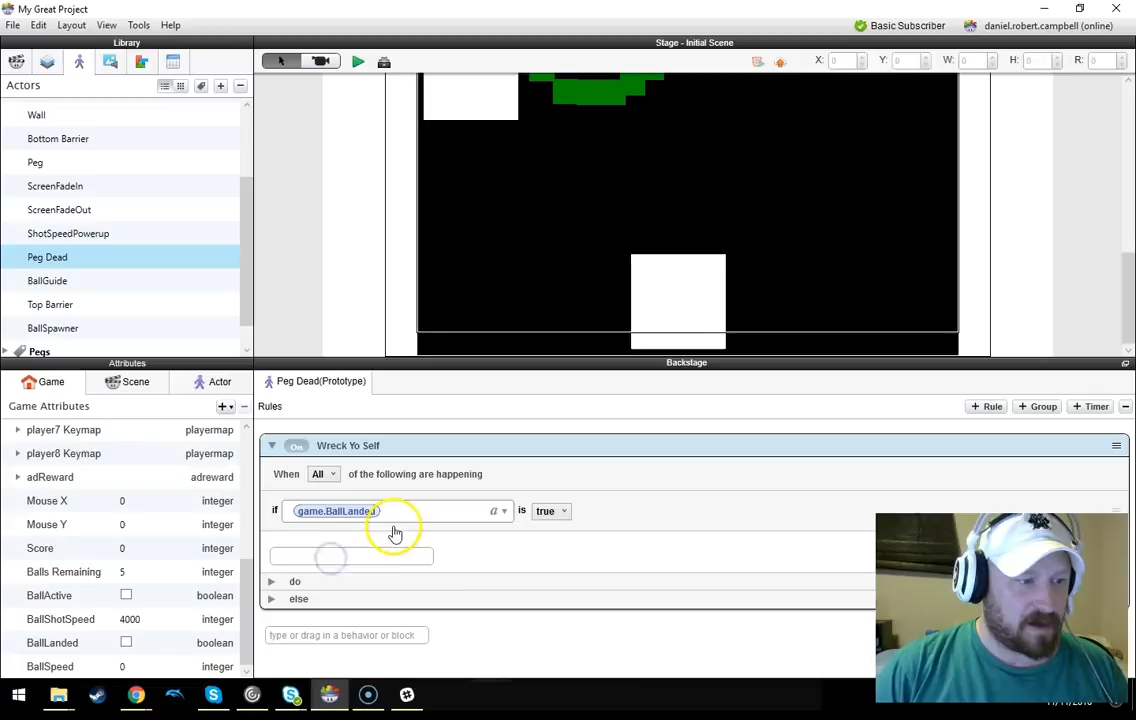 My Great Project
File Edit Layout View Tools Help
Basic Subscriber
daniel.robert.campbell (online)
Library
Stage - Initial Scene
X: 0 Y: 0 W: 0 H: 0 R: 0
Actors
Wall
Bottom Barrier
Peg
ScreenFadeIn
ScreenFadeOut
ShotSpeedPowerup
Peg Dead
BallGuide
Top Barrier
BallSpawner
Pegs
Attributes
Backstage
Game Scene Actor
Peg Dead(Prototype)
Game Attributes
Rules
+ Rule + Group + Timer
player7 Keymap playermap
player8 Keymap playermap
adReward adreward
Mouse X 0 integer
Mouse Y 0 integer
Score 0 integer
Balls Remaining 5 integer
BallActive boolean
BallShotSpeed 4000 integer
BallLanded boolean
BallSpeed 0 integer
On Wreck Yo Self
When All of the following are happening
if game.BallLanded a is true
do
else
type or drag in a behavior or block